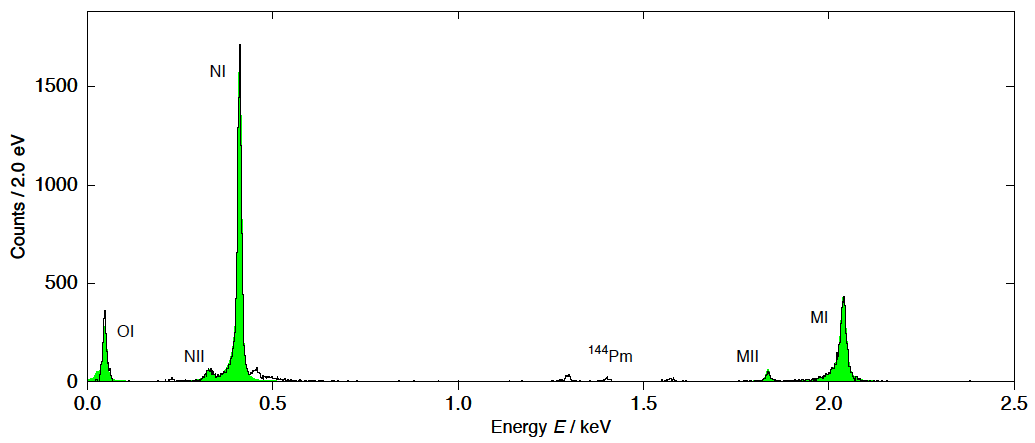 NI
1500
1000
500
0
Counts / 2.0 eV
OI
NII
¹⁴⁴Pm
MII
MI
0.0 0.5 1.0 1.5 2.0 2.5
Energy E / keV